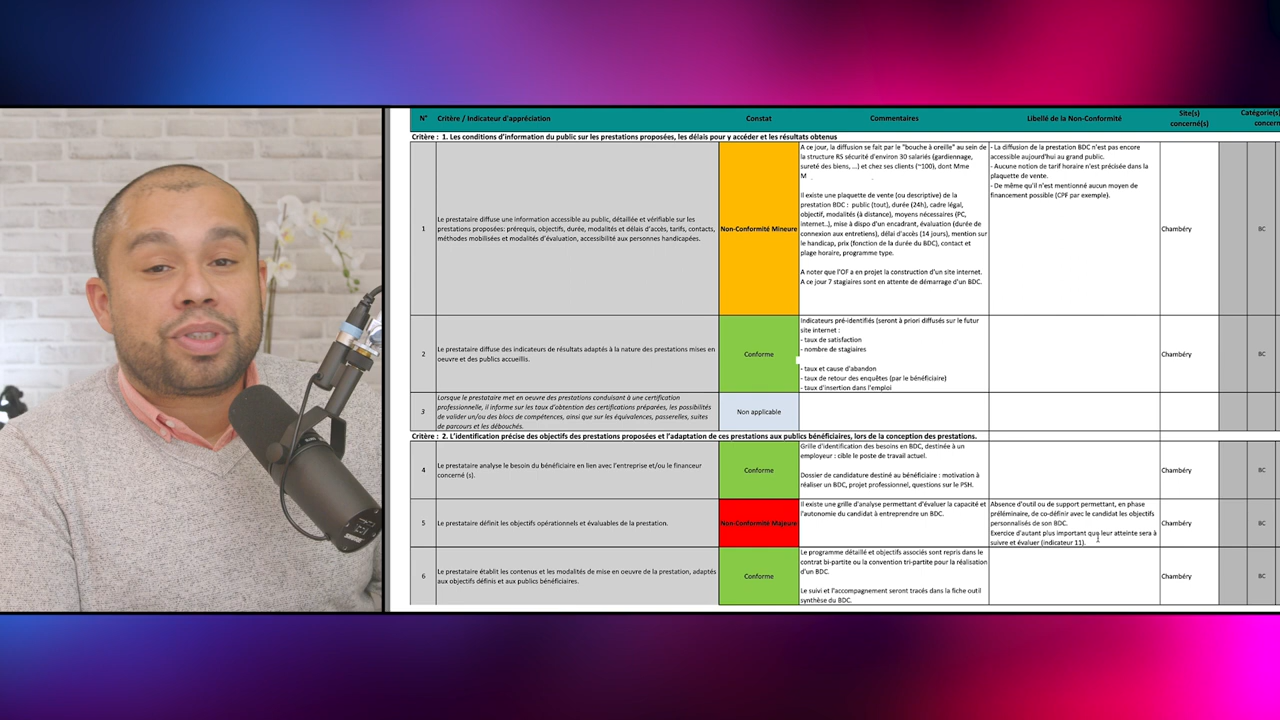 N° Critère / Indicateur d'appréciation Constat Commentaires Libellé de la Non-Conformité Site(s) concerné(s) Catégorie(s)
Critère : 1. Les conditions d'information du public sur les prestations proposées, les délais pour y accéder et les résultats obtenus
1
Le prestataire diffuse une information accessible au public, détaillée et vérifiable sur les
prestations proposées: prérequis, objectifs, durée, modalités et délais d'accès, tarifs, contacts,
méthodes mobilisées et modalités d'évaluation, accessibilité aux personnes handicapées.
Non-Conformité Mineure
A ce jour, la diffusion se fait par le "bouche à oreille" au sein de
la structure RS sécurité d'environ 30 salariés (gardiennage,
sureté des biens, ...) et chez ses clients (~100), dont Mme
M
Il existe une plaquette de vente (ou descriptive) de la
prestation BDC : public (tout), durée (24h), cadre légal,
objectif, modalités (à distance), moyens nécessaires (PC,
internet..), mise à dispo d'un encadrant, évaluation (durée de
connexion aux entretiens), délai d'accès (14 jours), mention sur
le handicap, prix (fonction de la durée du BDC), contact et
plage horaire, programme type.
A noter que l'OF a en projet la construction d'un site internet.
A ce jour 7 stagiaires sont en attente de démarrage d'un BDC.
- La diffusion de la prestation BDC n'est pas encore
accessible aujourd'hui au grand public.
- Aucune notion de tarif horaire n'est précisée dans la
plaquette de vente.
- De même qu'il n'est mentionné aucun moyen de
financement possible (CPF par exemple).
Chambéry
BC
2
Le prestataire diffuse des indicateurs de résultats adaptés à la nature des prestations mises en
oeuvre et des publics accueillis.
Conforme
Indicateurs pré-identifiés (seront à priori diffusés sur le futur
site internet :
- taux de satisfaction
- nombre de stagiaires
- taux et cause d'abandon
- taux de retour des enquêtes (par le bénéficiaire)
- taux d'insertion dans l'emploi
Chambéry
BC
3
Lorsque le prestataire met en oeuvre des prestations conduisant à une certification
professionnelle, il informe sur les taux d'obtention des certifications préparées, les possibilités
de valider un/ou des blocs de compétences, ainsi que sur les équivalences, passerelles, suites
de parcours et les débouchés.
Non applicable
Critère : 2. L'identification précise des objectifs des prestations proposées et l'adaptation de ces prestations aux publics bénéficiaires, lors de la conception des prestations.
4
Le prestataire analyse le besoin du bénéficiaire en lien avec l'entreprise et/ou le financeur
concerné (s).
Conforme
Grille d'identification des besoins en BDC, destinée à un
employeur : cible le poste de travail actuel.
Dossier de candidature destiné au bénéficiaire : motivation à
réaliser un BDC, projet professionnel, questions sur le PSH.
Chambéry
BC
5
Le prestataire définit les objectifs opérationnels et évaluables de la prestation.
Non-Conformité Majeure
Il existe une grille d'analyse permettant d'évaluer la capacité et
l'autonomie du candidat à entreprendre un BDC.
Absence d'outil ou de support permettant, en phase
préliminaire, de co-définir avec le candidat les objectifs
personnalisés de son BDC.
Exercice d'autant plus important que leur atteinte sera à
suivre et évaluer (indicateur 11).
Chambéry
BC
6
Le prestataire établit les contenus et les modalités de mise en oeuvre de la prestation, adaptés
aux objectifs définis et aux publics bénéficiaires.
Conforme
Le programme détaillé et objectifs associés sont repris dans le
contrat bi-partite ou la convention tri-partite pour la réalisation
d'un BDC.
Le suivi et l'accompagnement seront tracés dans la fiche outil
synthèse du BDC.
Chambéry
BC